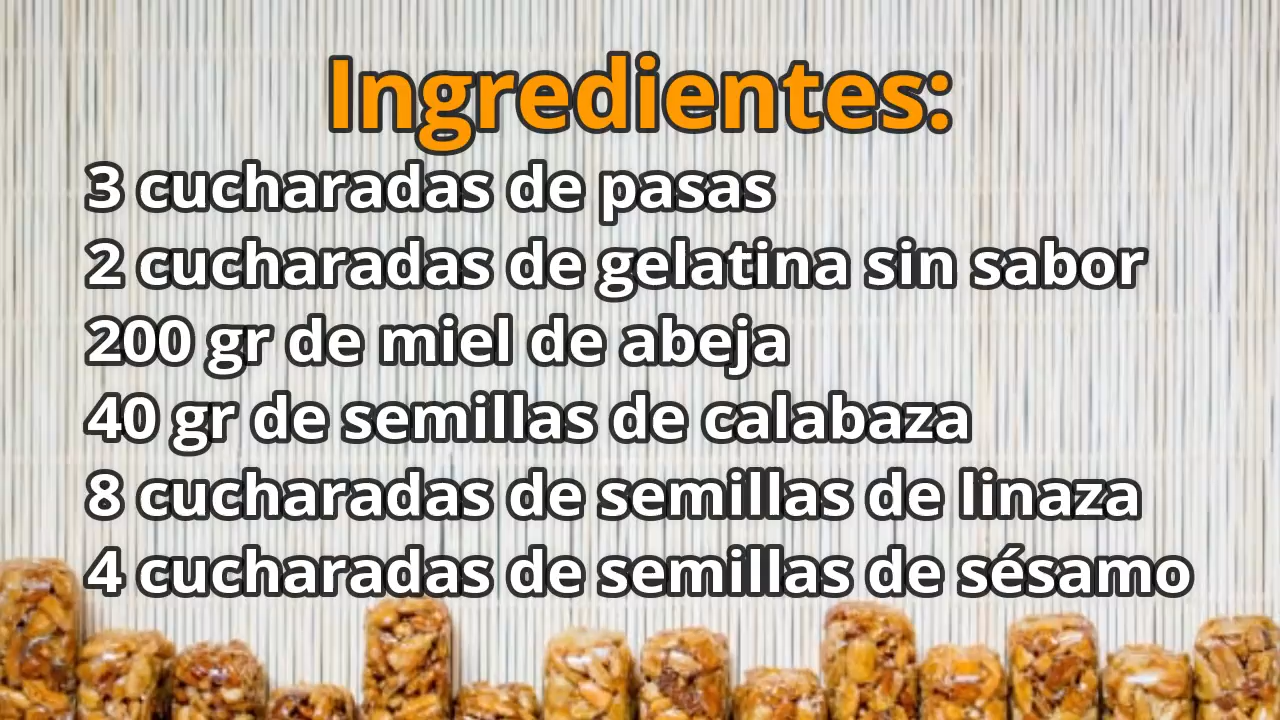 Ingredientes:
3 cucharadas de pasas
2 cucharadas de gelatina sin sabor
200 gr de miel de abeja
40 gr de semillas de calabaza
8 cucharadas de semillas de linaza
4 cucharadas de semillas de sésamo